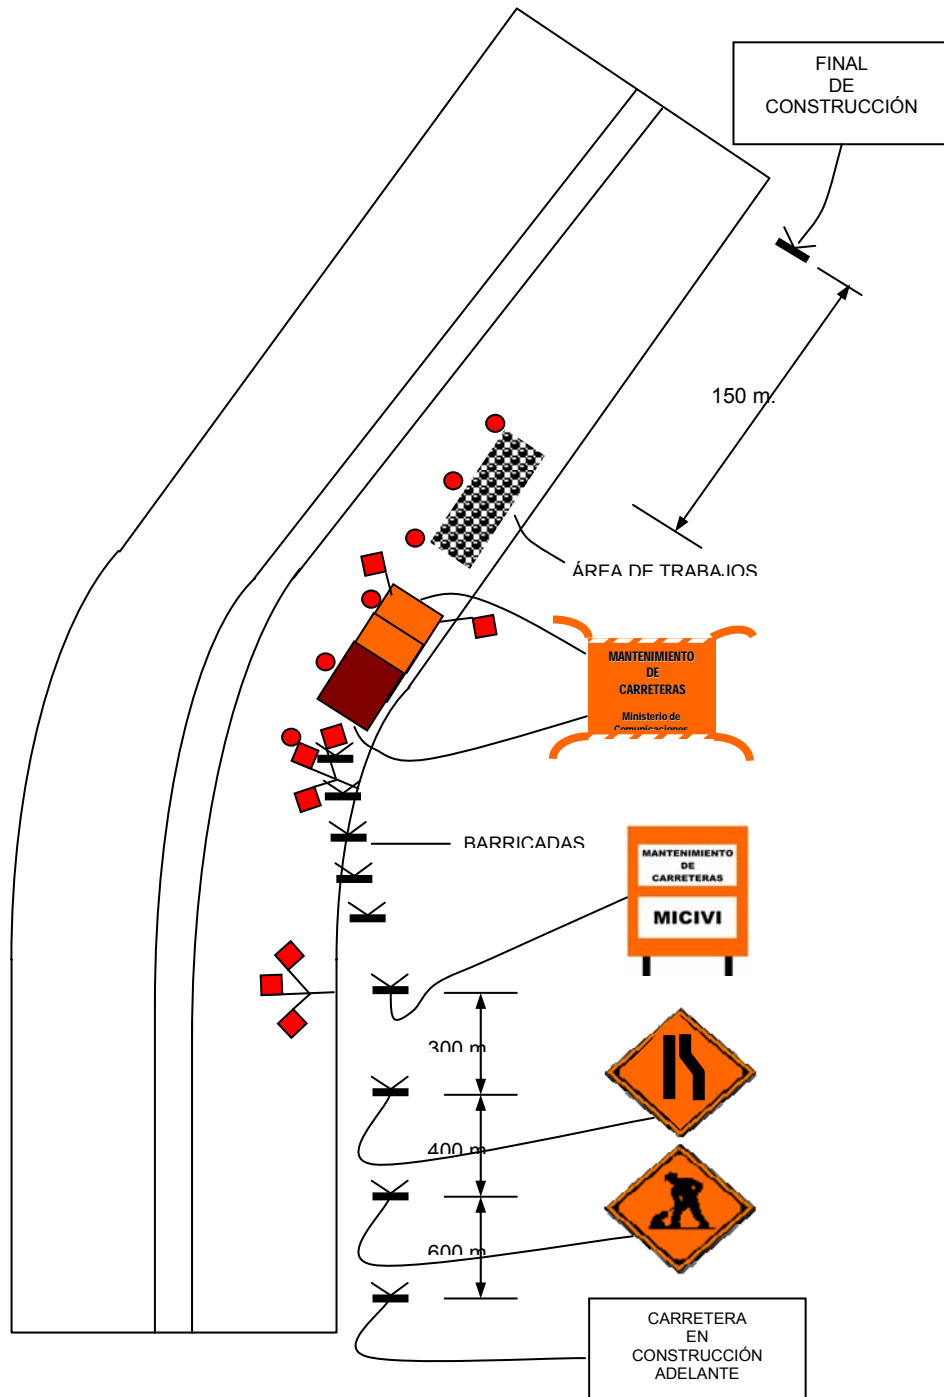 FINAL
DE
CONSTRUCCIÓN
150 m.
ÁREA DE TRABAJOS
MANTENIMIENTO
DE
CARRETERAS
Ministerio de
Comunicaciones
BARRICADAS
MANTENIMIENTO
DE
CARRETERAS
MICIVI
300 m
400 m
600 m
CARRETERA
EN
CONSTRUCCIÓN
ADELANTE